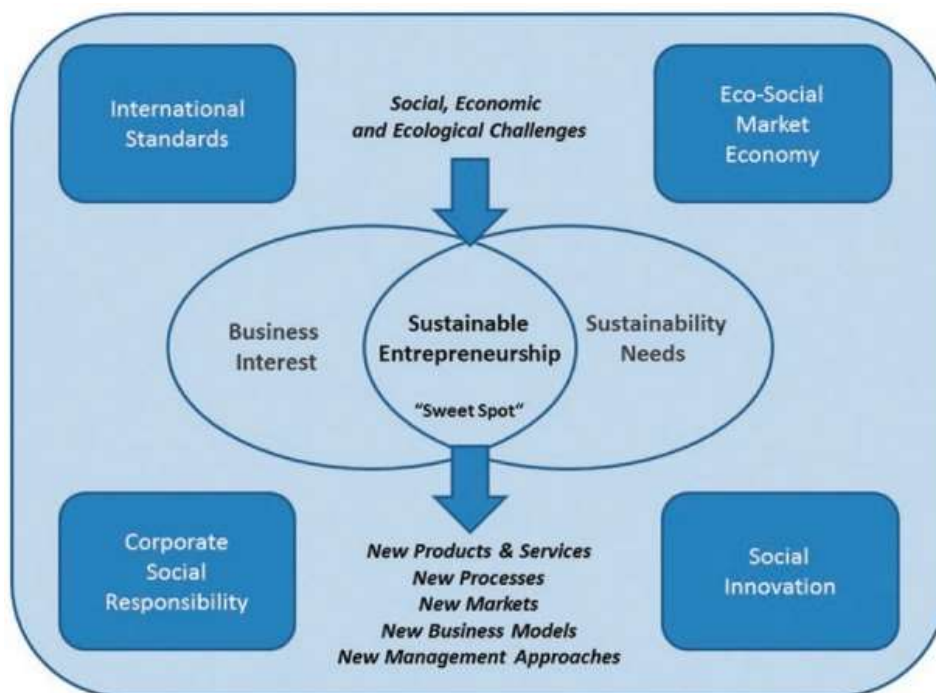 International
Standards
Social, Economic
and Ecological Challenges
Eco-Social
Market
Economy
Business
Interest
Sustainable
Entrepreneurship
"Sweet Spot"
Sustainability
Needs
Corporate
Social
Responsibility
New Products & Services
New Processes
New Markets
New Business Models
New Management Approaches
Social
Innovation